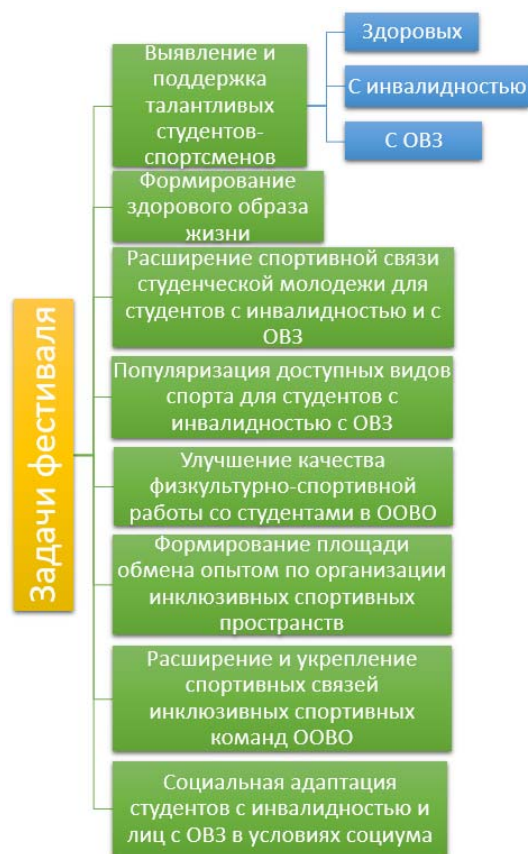 Задачи фестиваля
Выявление и
поддержка
талантливых
студентов-
спортсменов
Здоровых
С инвалидностью
С ОВЗ
Формирование
здорового образа
жизни
Расширение спортивной связи
студенческой молодежи для
студентов с инвалидностью и с
ОВЗ
Популяризация доступных видов
спорта для студентов с
инвалидностью с ОВЗ
Улучшение качества
физкультурно-спортивной
работы со студентами в ООВО
Формирование площади
обмена опытом по организации
инклюзивных спортивных
пространств
Расширение и укрепление
спортивных связей
инклюзивных спортивных
команд ООВО
Социальная адаптация
студентов с инвалидностью и
лиц с ОВЗ в условиях социума